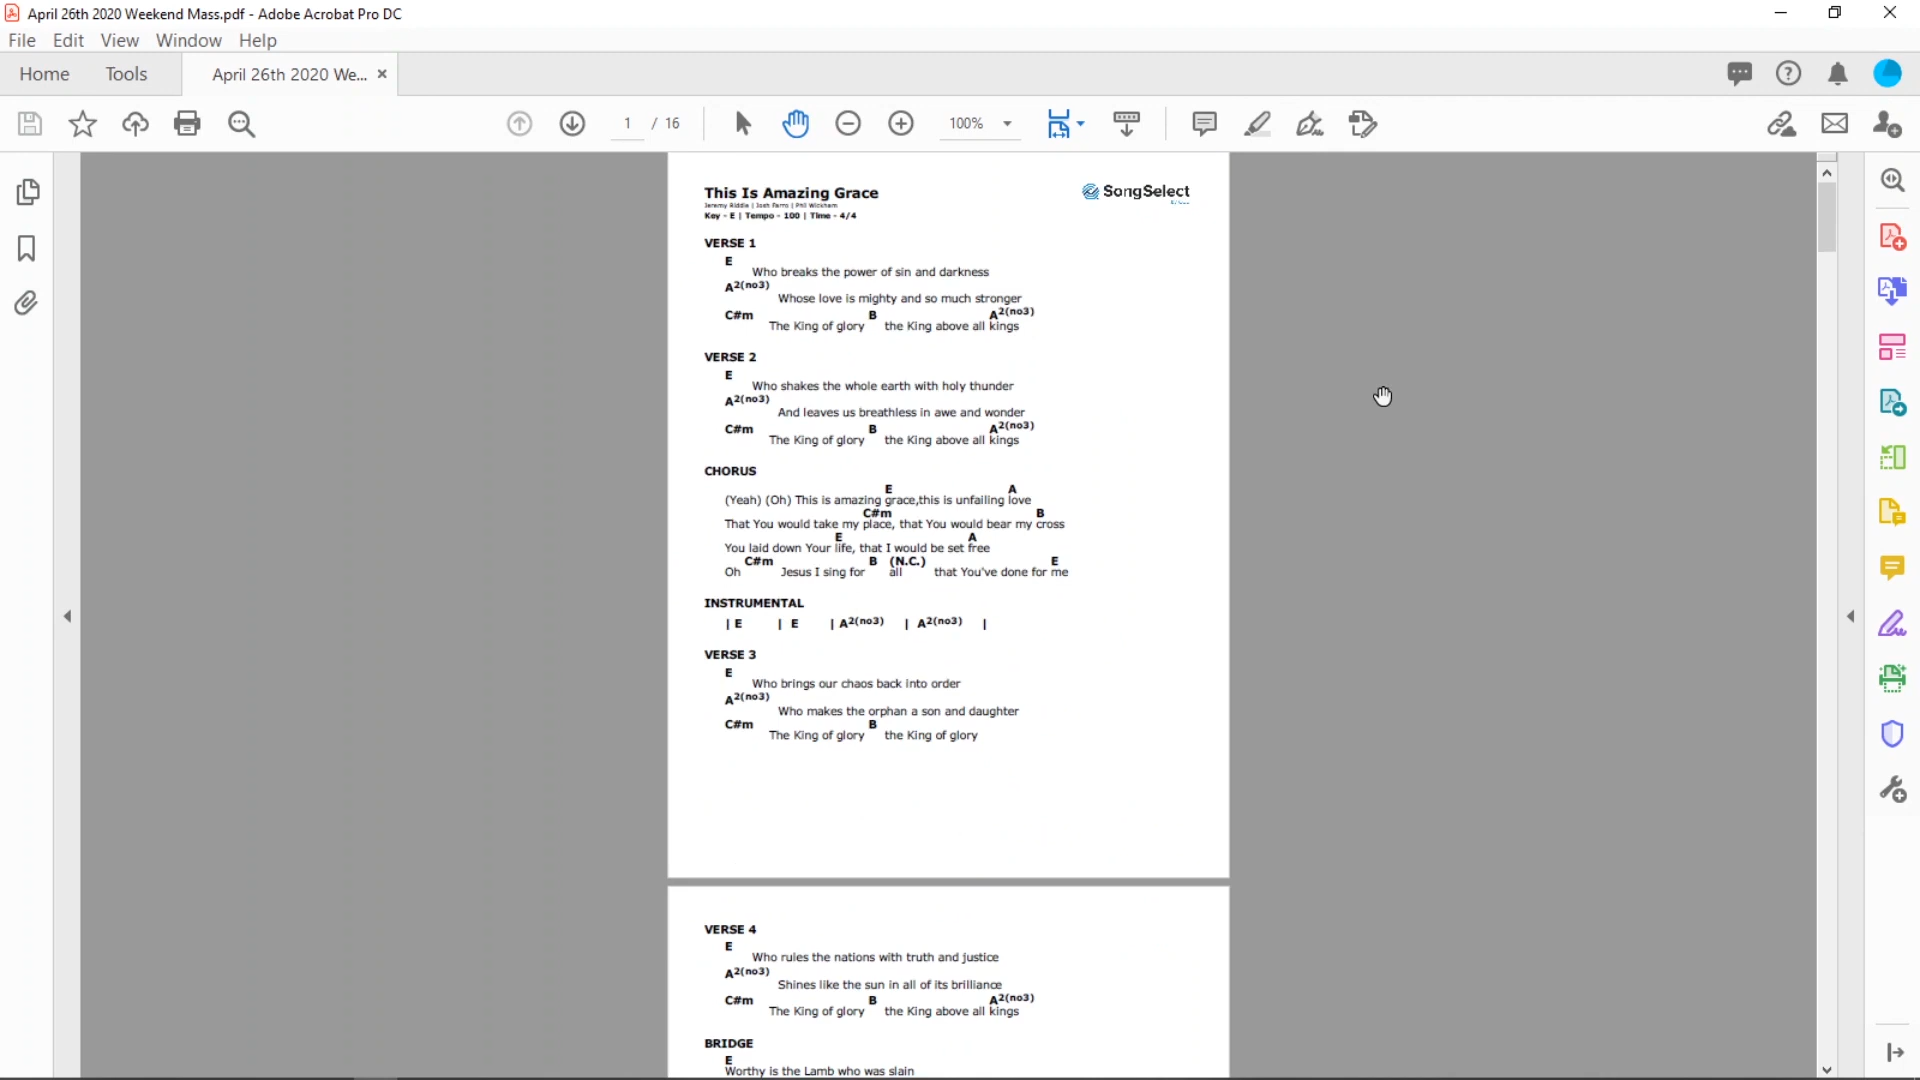 April 26th 2020 Weekend Mass.pdf - Adobe Acrobat Pro DC
File Edit View Window Help
Home Tools April 26th 2020 We... ×
1 / 16 100%
This Is Amazing Grace SongSelect
Jeremy Riddle | Josh Farro | Phil Wickham
Key - E | Tempo - 100 | Time - 4/4
VERSE 1
E
Who breaks the power of sin and darkness
A2(no3)
Whose love is mighty and so much stronger
C#m B A2(no3)
The King of glory the King above all kings
VERSE 2
E
Who shakes the whole earth with holy thunder
A2(no3)
And leaves us breathless in awe and wonder
C#m B A2(no3)
The King of glory the King above all kings
CHORUS
E A
(Yeah) (Oh) This is amazing grace,this is unfailing love
C#m B
That You would take my place, that You would bear my cross
E A
You laid down Your life, that I would be set free
C#m B (N.C.) E
Oh Jesus I sing for all that You've done for me
INSTRUMENTAL
| E | E | A2(no3) | A2(no3) |
VERSE 3
E
Who brings our chaos back into order
A2(no3)
Who makes the orphan a son and daughter
C#m B
The King of glory the King of glory
VERSE 4
E
Who rules the nations with truth and justice
A2(no3)
Shines like the sun in all of its brilliance
C#m B A2(no3)
The King of glory the King above all kings
BRIDGE
E
Worthy is the Lamb who was slain